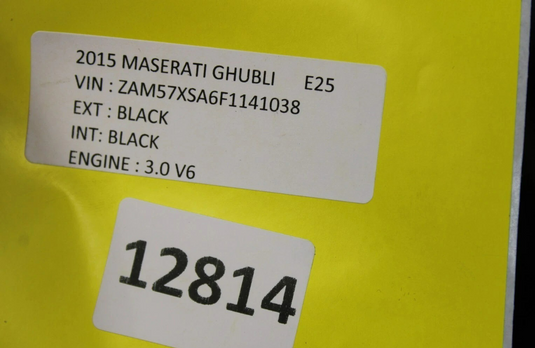 2015 MASERATI GHUBLI E25
VIN : ZAM57XSA6F1141038
EXT : BLACK
INT: BLACK
ENGINE : 3.0 V6
12814